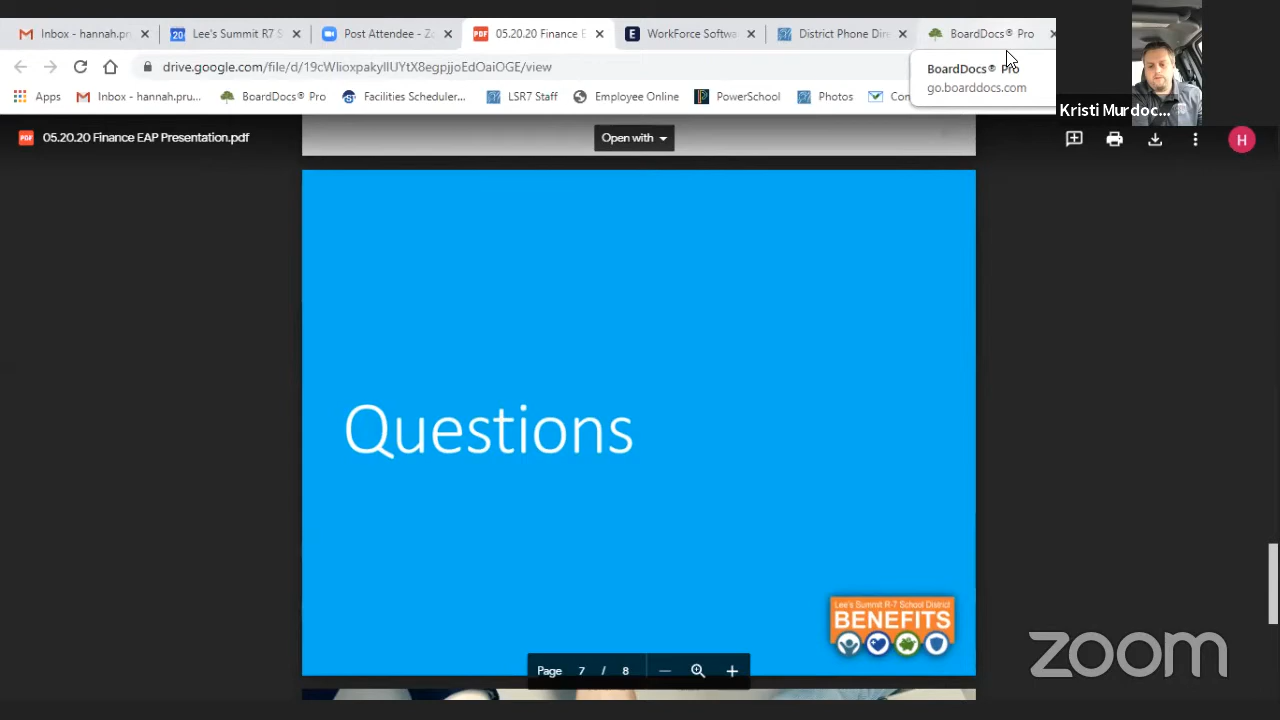 Inbox - hannah.pr
Lee's Summit R7 S
Post Attendee - Z
05.20.20 Finance E
WorkForce Softwa
District Phone Dire
BoardDocs® Pro
drive.google.com/file/d/19cWlioxpakyllUYtX8egpjjoEdOaiOGE/view
BoardDocs® Pro
go.boarddocs.com
Apps
Inbox - hannah.pru...
BoardDocs® Pro
Facilities Scheduler...
LSR7 Staff
Employee Online
PowerSchool
Photos
Kristi Murdoc...
05.20.20 Finance EAP Presentation.pdf
Open with
H
Questions
Lee's Summit R-7 School District
BENEFITS
Page 7 / 8
zoom